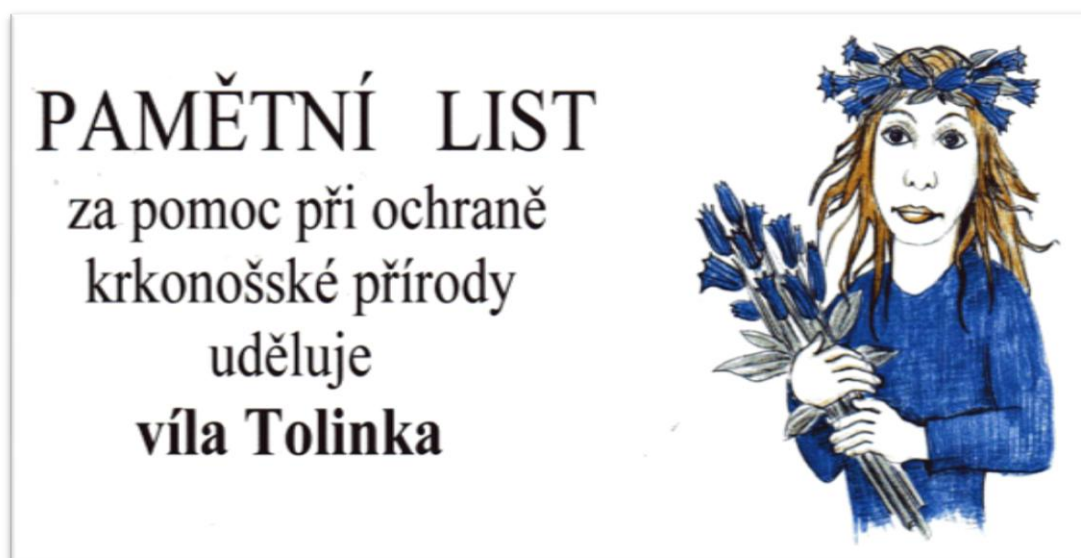 PAMĚTNÍ LIST
za pomoc při ochraně
krkonošské přírody
uděluje
víla Tolinka